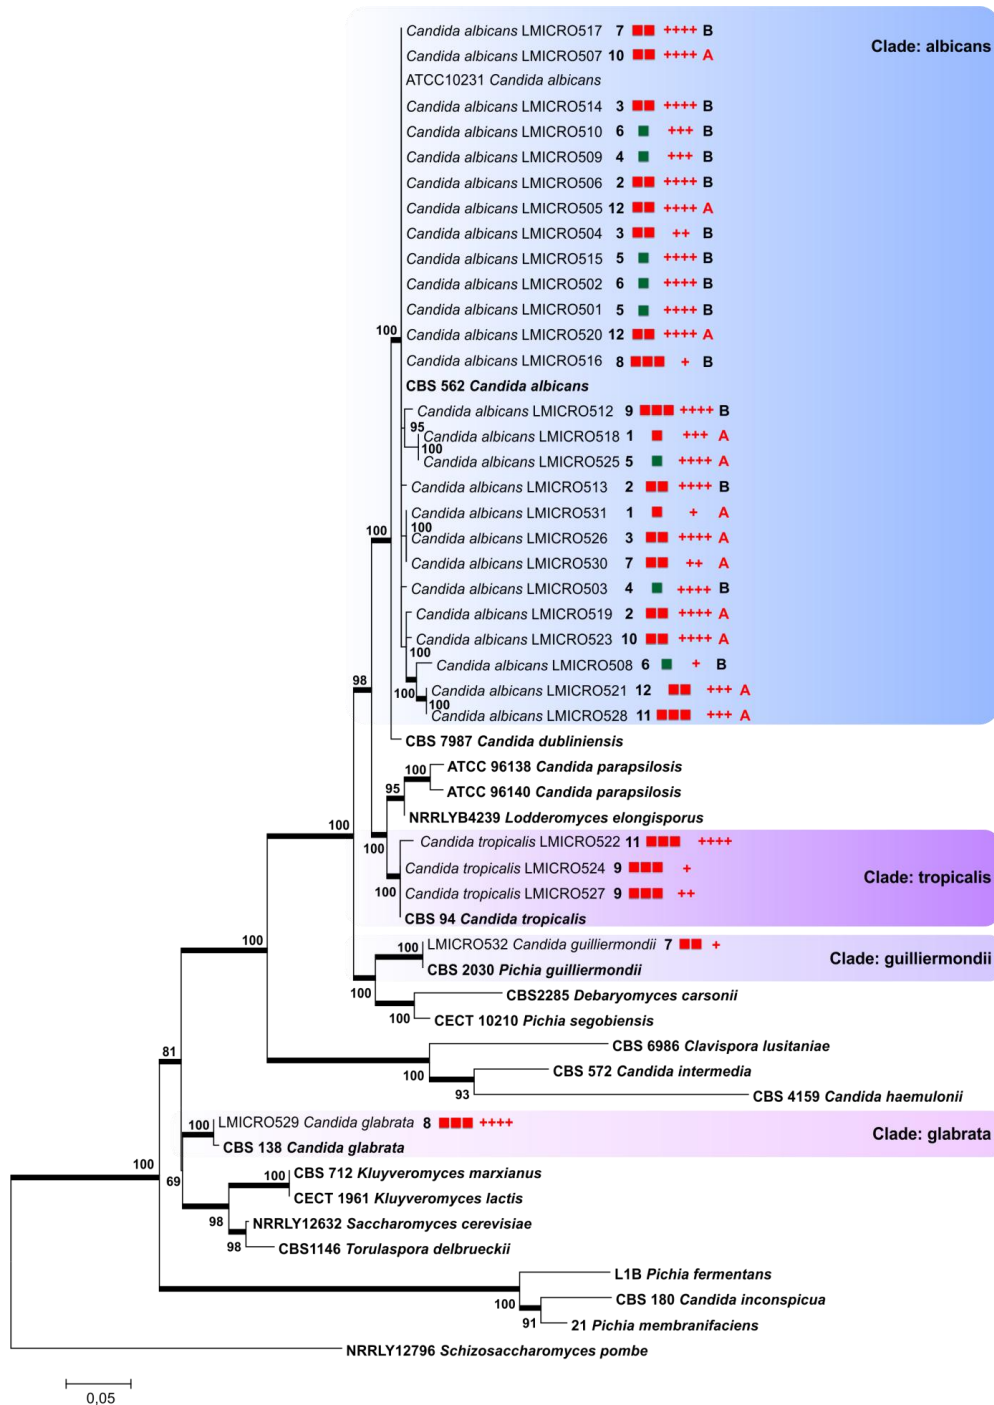 Candida albicans LMICRO517 7 ++++ B
Clade: albicans
Candida albicans LMICRO507 10 ++++ A
ATCC10231 Candida albicans
Candida albicans LMICRO514 3 ++++ B
Candida albicans LMICRO510 6 +++ B
Candida albicans LMICRO509 4 +++ B
Candida albicans LMICRO506 2 ++++ B
Candida albicans LMICRO505 12 ++++ A
Candida albicans LMICRO504 3 ++ B
Candida albicans LMICRO515 5 ++++ B
Candida albicans LMICRO502 6 ++++ B
Candida albicans LMICRO501 5 ++++ B
100
Candida albicans LMICRO520 12 ++++ A
Candida albicans LMICRO516 8 + B
CBS 562 Candida albicans
Candida albicans LMICRO512 9 ++++ B
95
Candida albicans LMICRO518 1 +++ A
100
Candida albicans LMICRO525 5 ++++ A
Candida albicans LMICRO513 2 ++++ B
Candida albicans LMICRO531 1 + A
100
100
Candida albicans LMICRO526 3 ++++ A
Candida albicans LMICRO530 7 ++ A
Candida albicans LMICRO503 4 ++++ B
Candida albicans LMICRO519 2 ++++ A
Candida albicans LMICRO523 10 ++++ A
100
Candida albicans LMICRO508 6 + B
98
Candida albicans LMICRO521 12 +++ A
100
100
Candida albicans LMICRO528 11 +++ A
CBS 7987 Candida dubliniensis
100
ATCC 96138 Candida parapsilosis
95
ATCC 96140 Candida parapsilosis
NRRLYB4239 Lodderomyces elongisporus
100
100
Candida tropicalis LMICRO522 11 ++++
Candida tropicalis LMICRO524 9 +
Clade: tropicalis
100
Candida tropicalis LMICRO527 9 ++
CBS 94 Candida tropicalis
100
100
LMICRO532 Candida guilliermondii 7 +
Clade: guilliermondii
CBS 2030 Pichia guilliermondii
100
CBS2285 Debaryomyces carsonii
100
CECT 10210 Pichia segobiensis
CBS 6986 Clavispora lusitaniae
81
100
CBS 572 Candida intermedia
93
CBS 4159 Candida haemulonii
100
LMICRO529 Candida glabrata 8 ++++
Clade: glabrata
CBS 138 Candida glabrata
100
CBS 712 Kluyveromyces marxianus
100
69
CECT 1961 Kluyveromyces lactis
98
NRRLY12632 Saccharomyces cerevisiae
98
CBS1146 Torulaspora delbrueckii
L1B Pichia fermentans
100
CBS 180 Candida inconspicua
91
21 Pichia membranifaciens
NRRLY12796 Schizosaccharomyces pombe
0,05